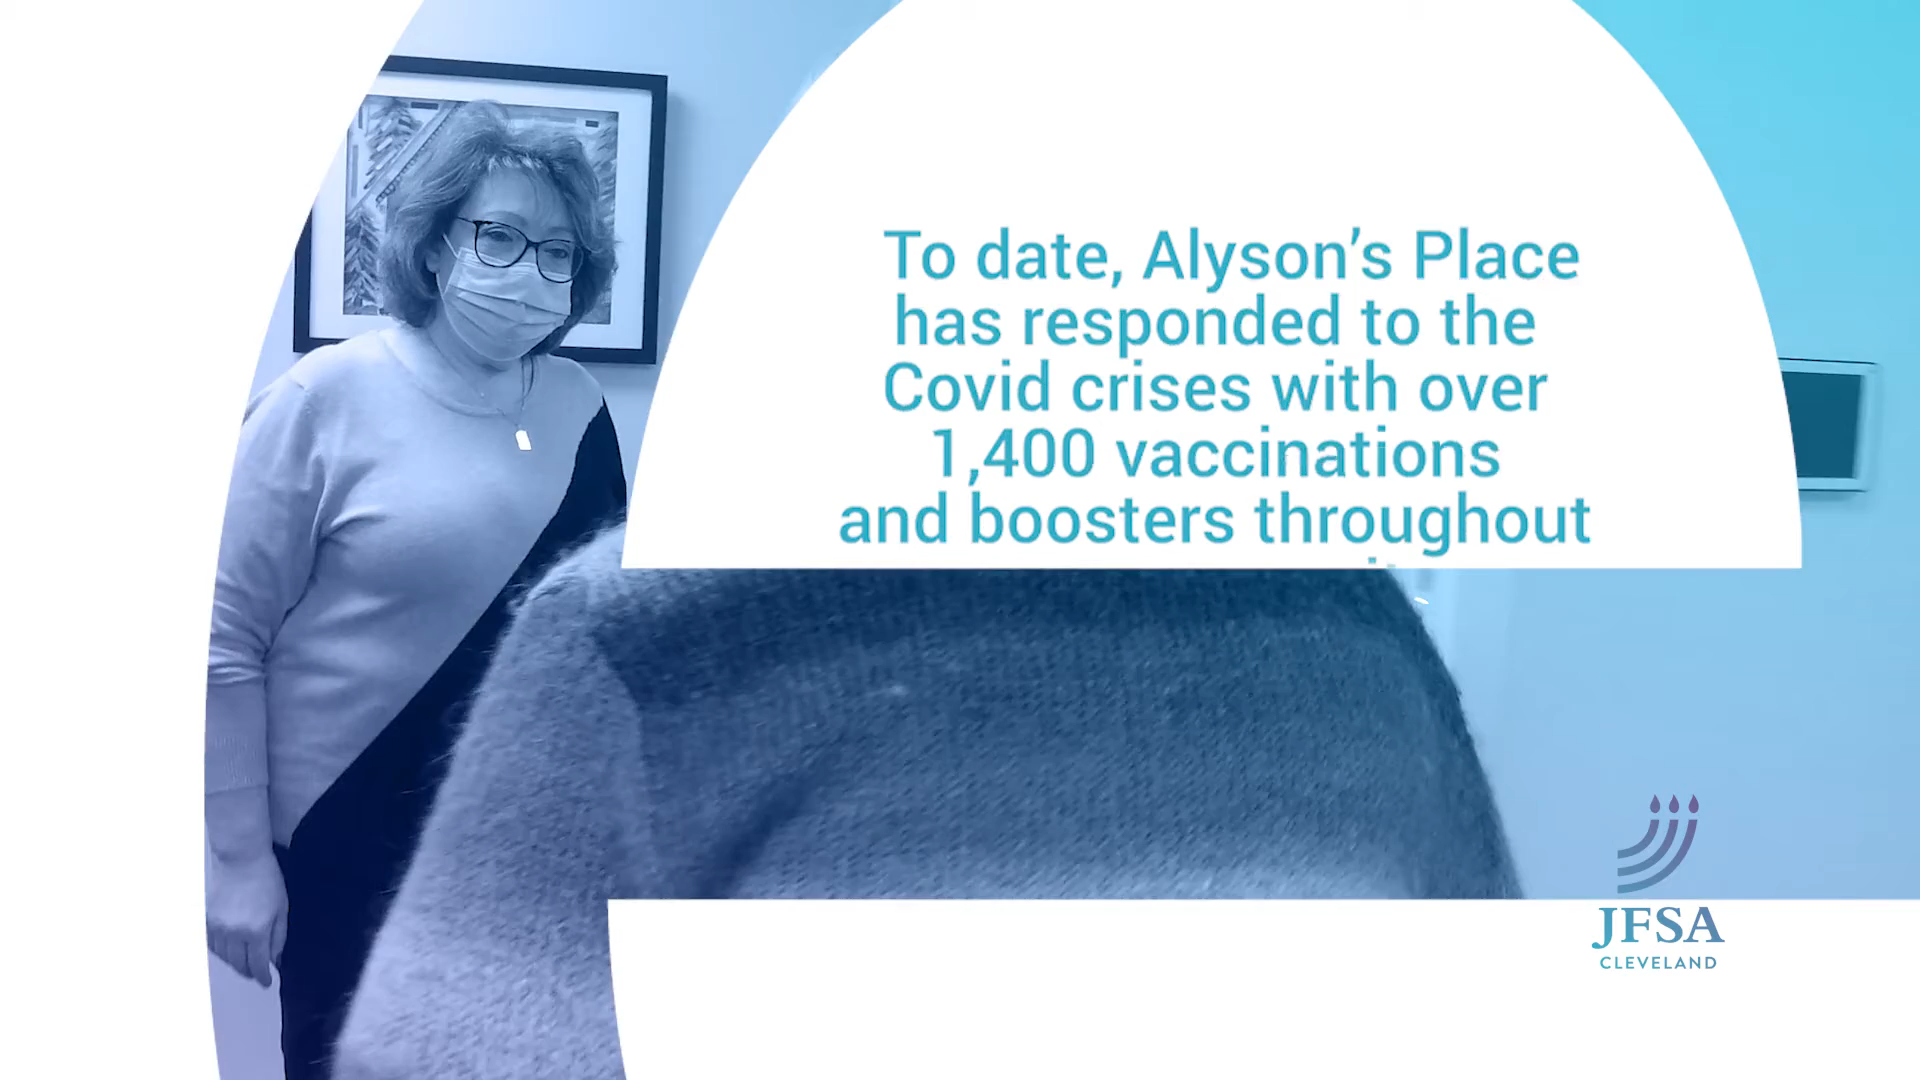 To date, Alyson’s Place
has responded to the
Covid crises with over
1,400 vaccinations
and boosters throughout
JFSA
CLEVELAND